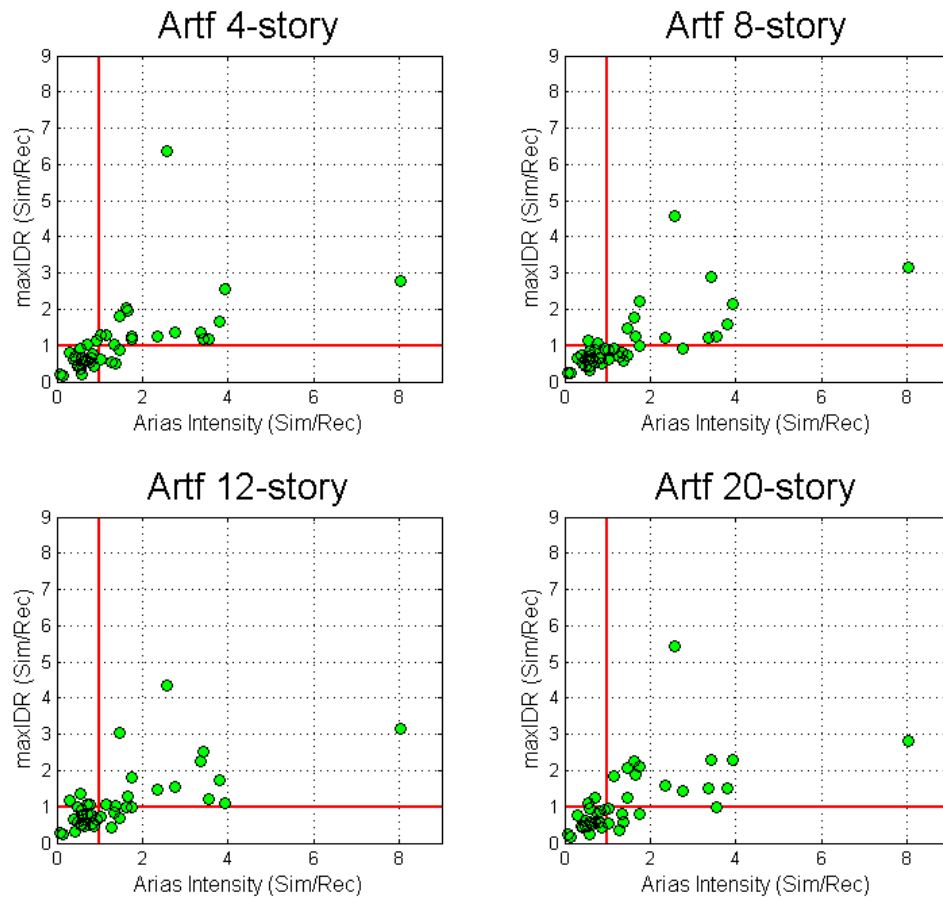 Artf 4-story
9
8
7
6
5
4
3
2
1
0
maxIDR (Sim/Rec)
0 2 4 6 8
Arias Intensity (Sim/Rec)
Artf 8-story
9
8
7
6
5
4
3
2
1
0
maxIDR (Sim/Rec)
0 2 4 6 8
Arias Intensity (Sim/Rec)
Artf 12-story
9
8
7
6
5
4
3
2
1
0
maxIDR (Sim/Rec)
0 2 4 6 8
Arias Intensity (Sim/Rec)
Artf 20-story
9
8
7
6
5
4
3
2
1
0
maxIDR (Sim/Rec)
0 2 4 6 8
Arias Intensity (Sim/Rec)